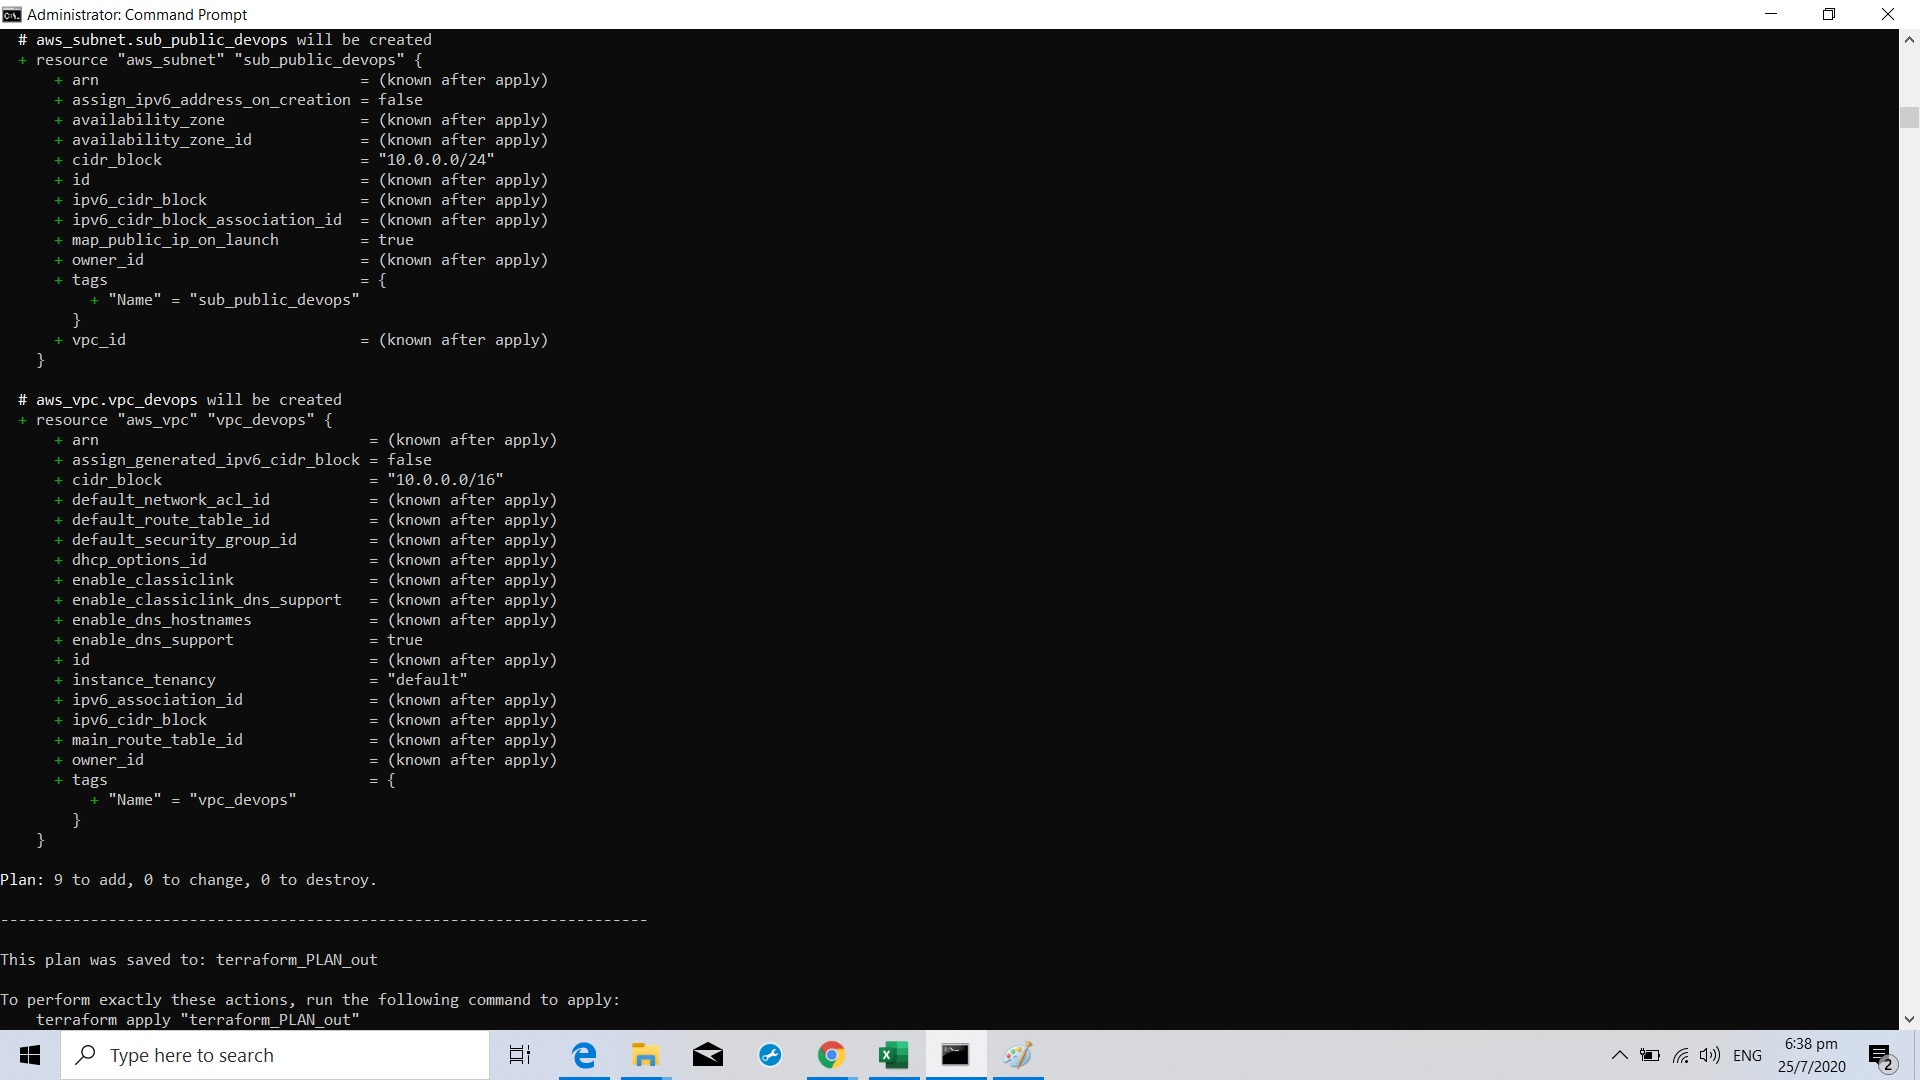 Administrator: Command Prompt
# aws_subnet.sub_public_devops will be created
+ resource "aws_subnet" "sub_public_devops" {
+ arn = (known after apply)
+ assign_ipv6_address_on_creation = false
+ availability_zone = (known after apply)
+ availability_zone_id = (known after apply)
+ cidr_block = "10.0.0.0/24"
+ id = (known after apply)
+ ipv6_cidr_block = (known after apply)
+ ipv6_cidr_block_association_id = (known after apply)
+ map_public_ip_on_launch = true
+ owner_id = (known after apply)
+ tags = {
+ "Name" = "sub_public_devops"
}
+ vpc_id = (known after apply)
}
# aws_vpc.vpc_devops will be created
+ resource "aws_vpc" "vpc_devops" {
+ arn = (known after apply)
+ assign_generated_ipv6_cidr_block = false
+ cidr_block = "10.0.0.0/16"
+ default_network_acl_id = (known after apply)
+ default_route_table_id = (known after apply)
+ default_security_group_id = (known after apply)
+ dhcp_options_id = (known after apply)
+ enable_classiclink = (known after apply)
+ enable_classiclink_dns_support = (known after apply)
+ enable_dns_hostnames = (known after apply)
+ enable_dns_support = true
+ id = (known after apply)
+ instance_tenancy = "default"
+ ipv6_association_id = (known after apply)
+ ipv6_cidr_block = (known after apply)
+ main_route_table_id = (known after apply)
+ owner_id = (known after apply)
+ tags = {
+ "Name" = "vpc_devops"
}
}
Plan: 9 to add, 0 to change, 0 to destroy.
------------------------------------------------------------------------
This plan was saved to: terraform_PLAN_out
To perform exactly these actions, run the following command to apply:
terraform apply "terraform_PLAN_out"
Type here to search
ENG
6:38 pm
25/7/2020
2